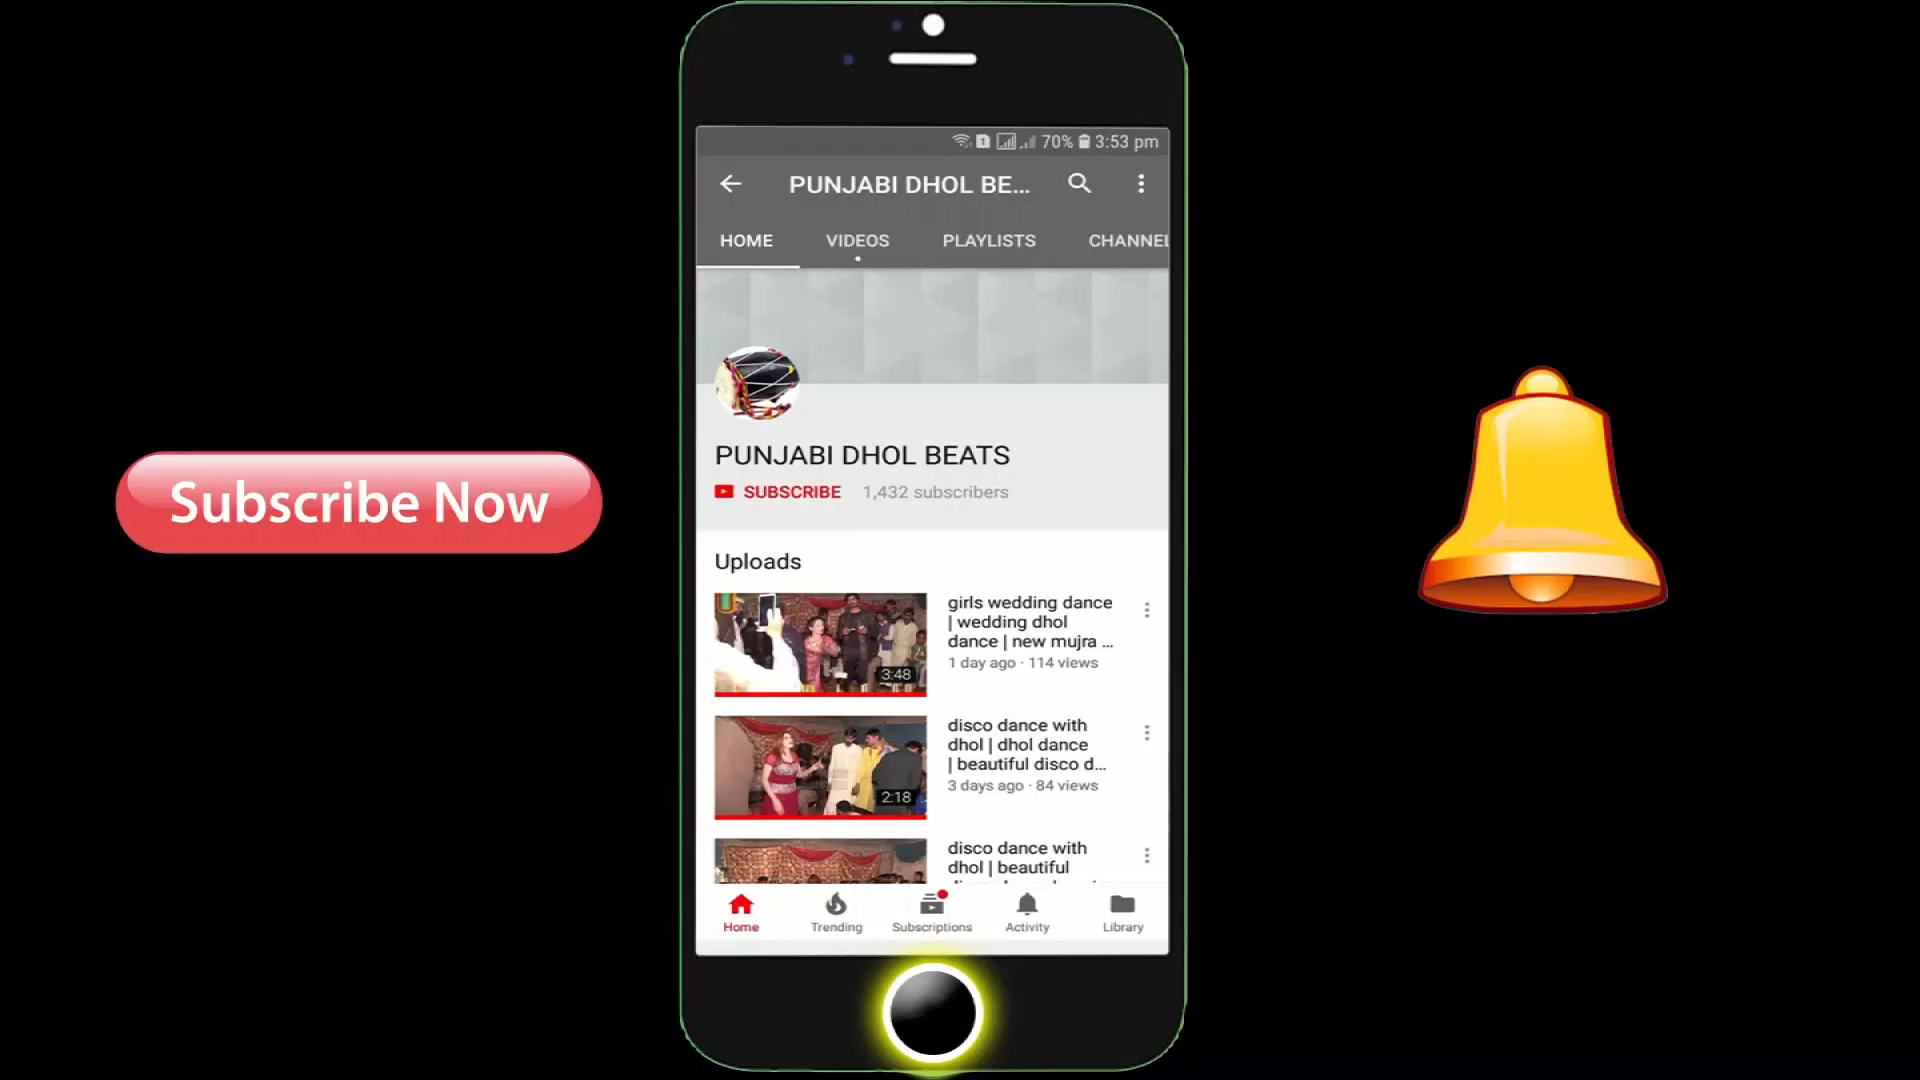 70% 3:53 pm
PUNJABI DHOL BE...
HOME VIDEOS PLAYLISTS CHANNEL
PUNJABI DHOL BEATS
SUBSCRIBE 1,432 subscribers
Subscribe Now
Uploads
girls wedding dance
| wedding dhol
dance | new mujra ...
1 day ago · 114 views
3:48
disco dance with
dhol | dhol dance
| beautiful disco d...
3 days ago · 84 views
2:18
disco dance with
dhol | beautiful
Home Trending Subscriptions Activity Library